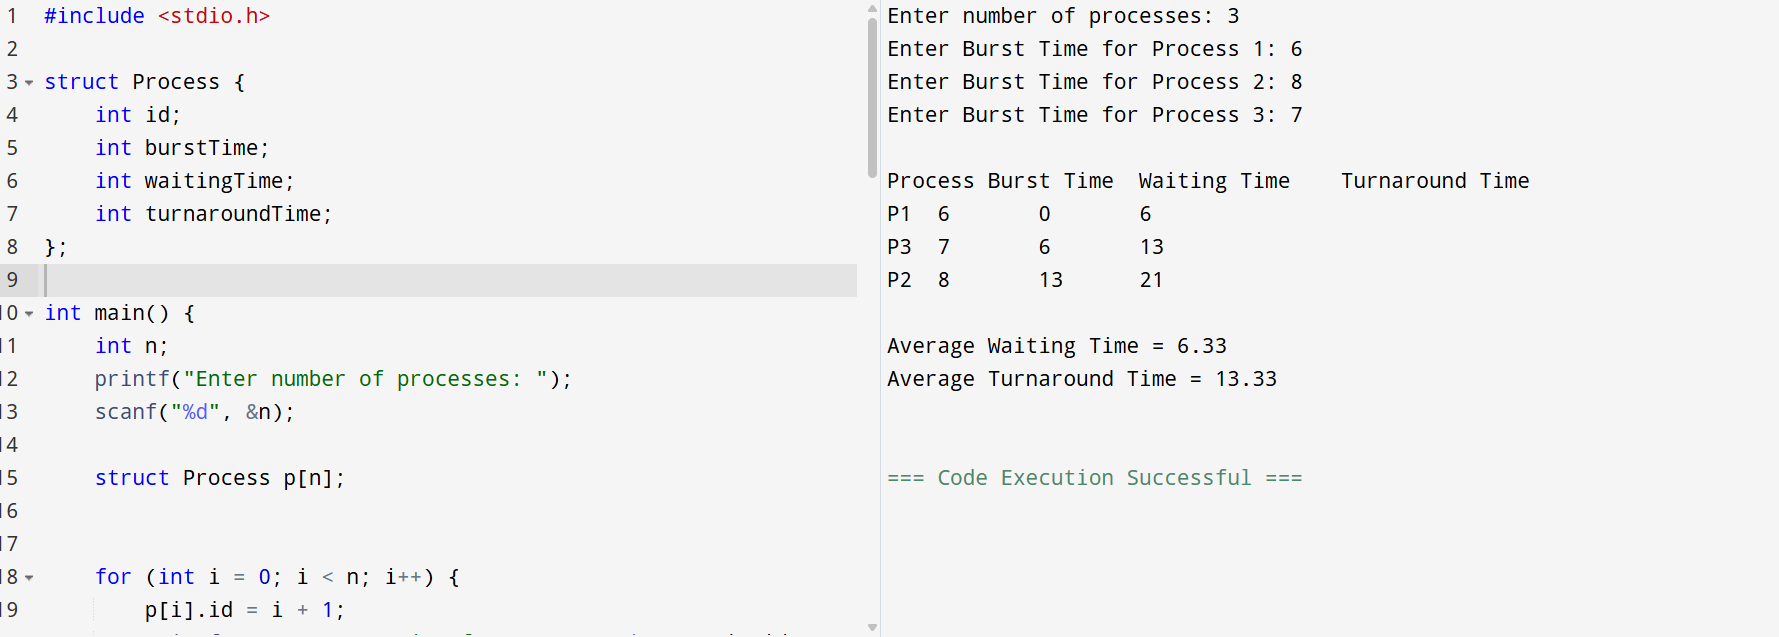 1 #include <stdio.h>
2
3 struct Process {
4 int id;
5 int burstTime;
6 int waitingTime;
7 int turnaroundTime;
8 };
9
10 int main() {
11 int n;
12 printf("Enter number of processes: ");
13 scanf("%d", &n);
14
15 struct Process p[n];
16
17
18 for (int i = 0; i < n; i++) {
19 p[i].id = i + 1;
Enter number of processes: 3
Enter Burst Time for Process 1: 6
Enter Burst Time for Process 2: 8
Enter Burst Time for Process 3: 7
Process Burst Time Waiting Time Turnaround Time
P1 6 0 6
P3 7 6 13
P2 8 13 21
Average Waiting Time = 6.33
Average Turnaround Time = 13.33
=== Code Execution Successful ===